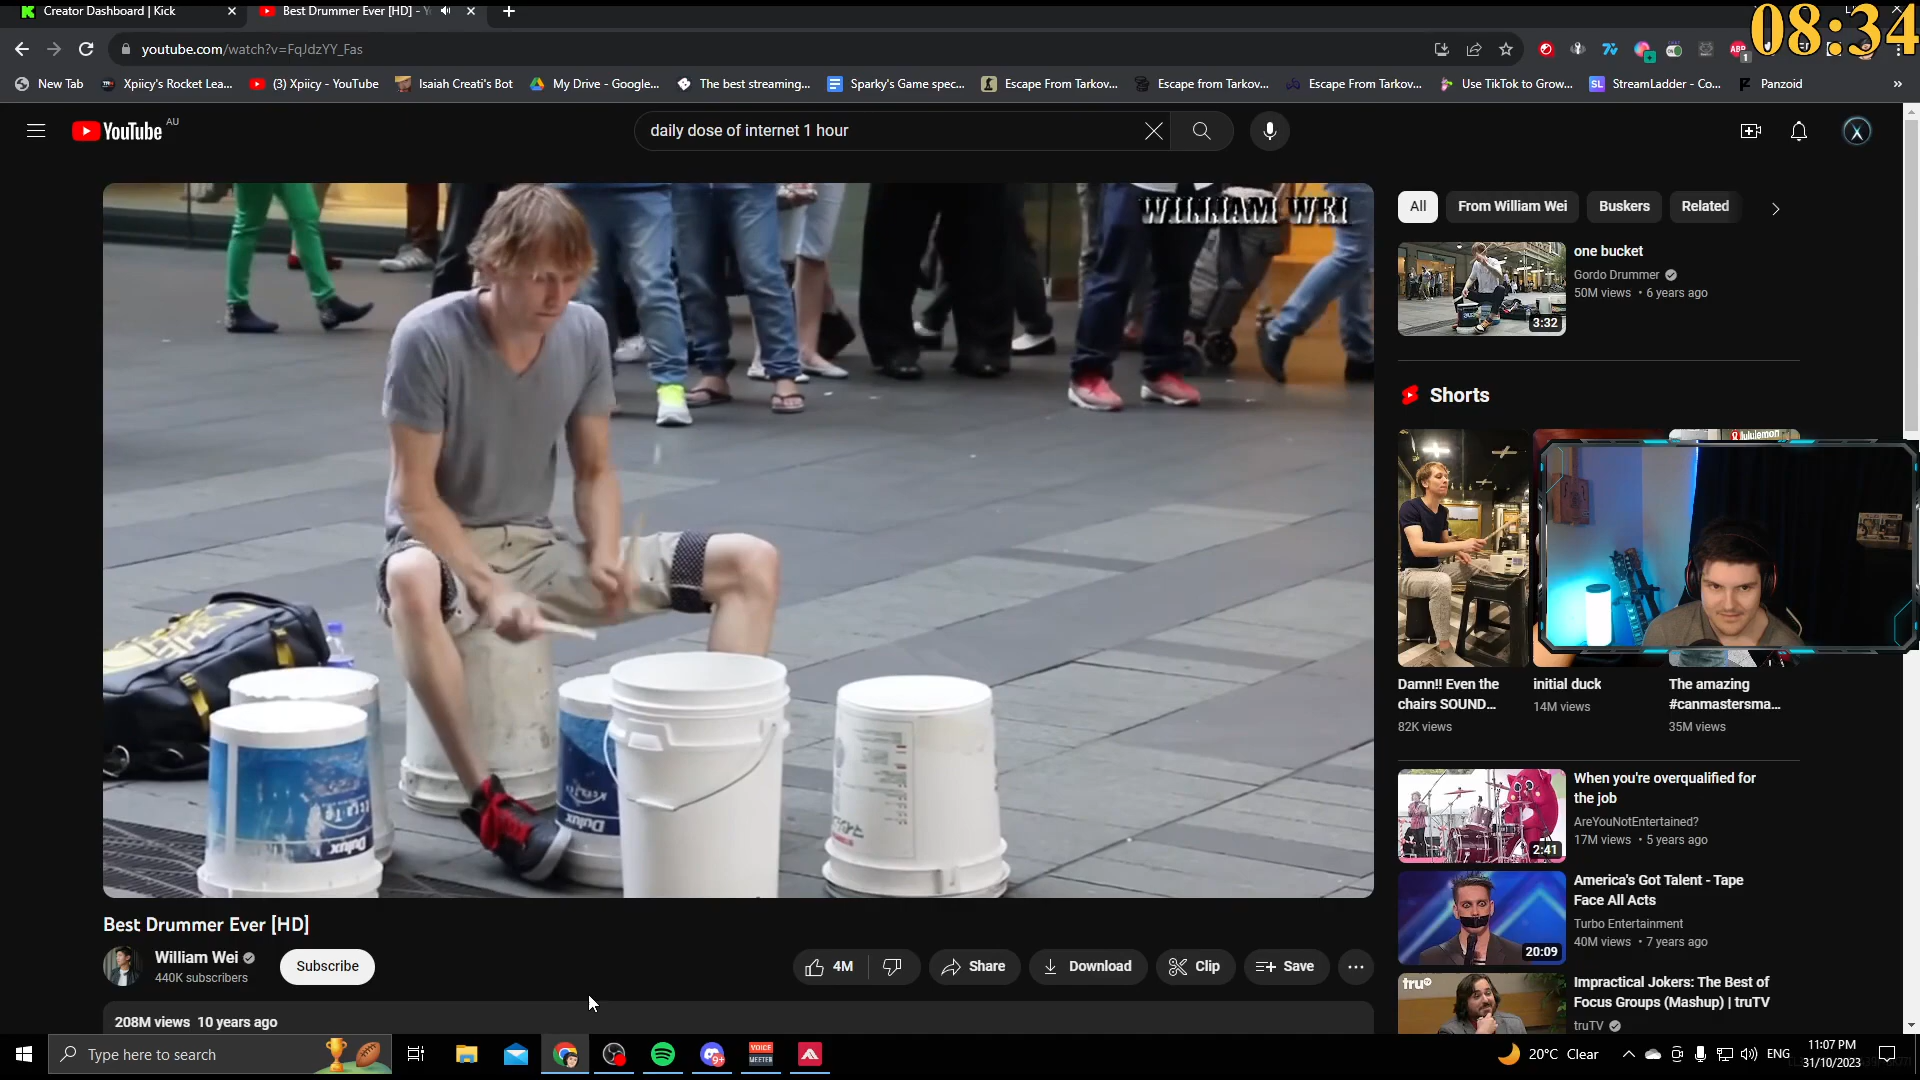 Creator Dashboard | Kick
Best Drummer Ever [HD] - Y
08:34
youtube.com/watch?v=FqJdzYY_Fas
New Tab
Xpiicy's Rocket Lea...
(3) Xpiicy - YouTube
Isaiah Creati's Bot
My Drive - Google...
The best streaming...
Sparky's Game spec...
Escape From Tarkov...
Escape from Tarkov...
Escape From Tarkov...
Use TikTok to Grow...
StreamLadder - Co...
Panzoid
YouTube AU
daily dose of internet 1 hour
WILLIAM WEI
Dulux
Dulux
All
From William Wei
Buskers
Related
one bucket
Gordo Drummer
50M views • 6 years ago
3:32
Shorts
lululemon
Damn!! Even the
chairs SOUND...
82K views
initial duck
14M views
The amazing
#canmastersma...
35M views
When you're overqualified for
the job
AreYouNotEntertained?
17M views • 5 years ago
2:41
America's Got Talent - Tape
Face All Acts
Turbo Entertainment
40M views • 7 years ago
20:09
Impractical Jokers: The Best of
Focus Groups (Mashup) | truTV
truTV
tru
Best Drummer Ever [HD]
William Wei
440K subscribers
Subscribe
4M
Share
Download
Clip
Save
208M views 10 years ago
Type here to search
VOICE
MEETER
20°C Clear
ENG
11:07 PM
31/10/2023